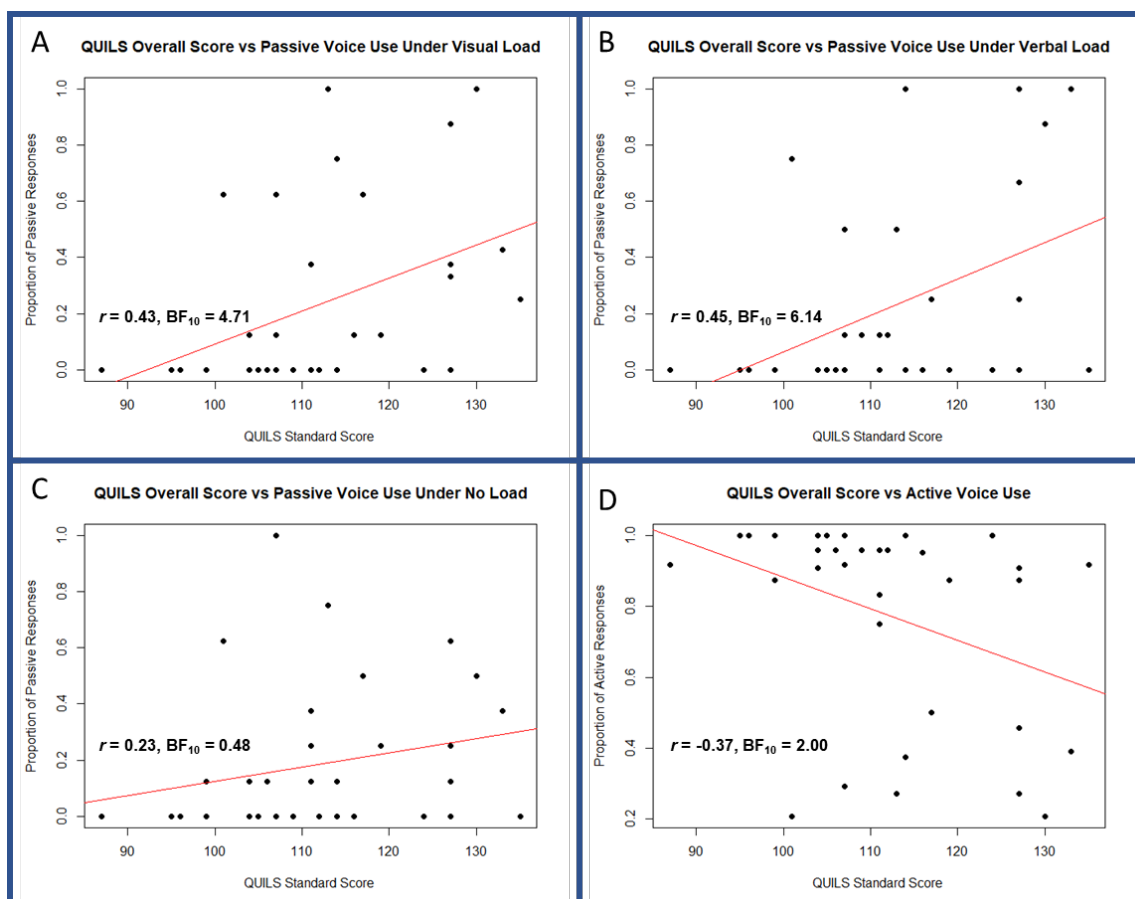 A
QUILS Overall Score vs Passive Voice Use Under Visual Load
Proportion of Passive Responses
1.0
0.8
0.6
0.4
0.2
0.0
r = 0.43, BF10 = 4.71
90 100 110 120 130
QUILS Standard Score
B
QUILS Overall Score vs Passive Voice Use Under Verbal Load
Proportion of Passive Responses
1.0
0.8
0.6
0.4
0.2
0.0
r = 0.45, BF10 = 6.14
90 100 110 120 130
QUILS Standard Score
C
QUILS Overall Score vs Passive Voice Use Under No Load
Proportion of Passive Responses
1.0
0.8
0.6
0.4
0.2
0.0
r = 0.23, BF10 = 0.48
90 100 110 120 130
QUILS Standard Score
D
QUILS Overall Score vs Active Voice Use
Proportion of Active Responses
1.0
0.8
0.6
0.4
0.2
r = -0.37, BF10 = 2.00
90 100 110 120 130
QUILS Standard Score